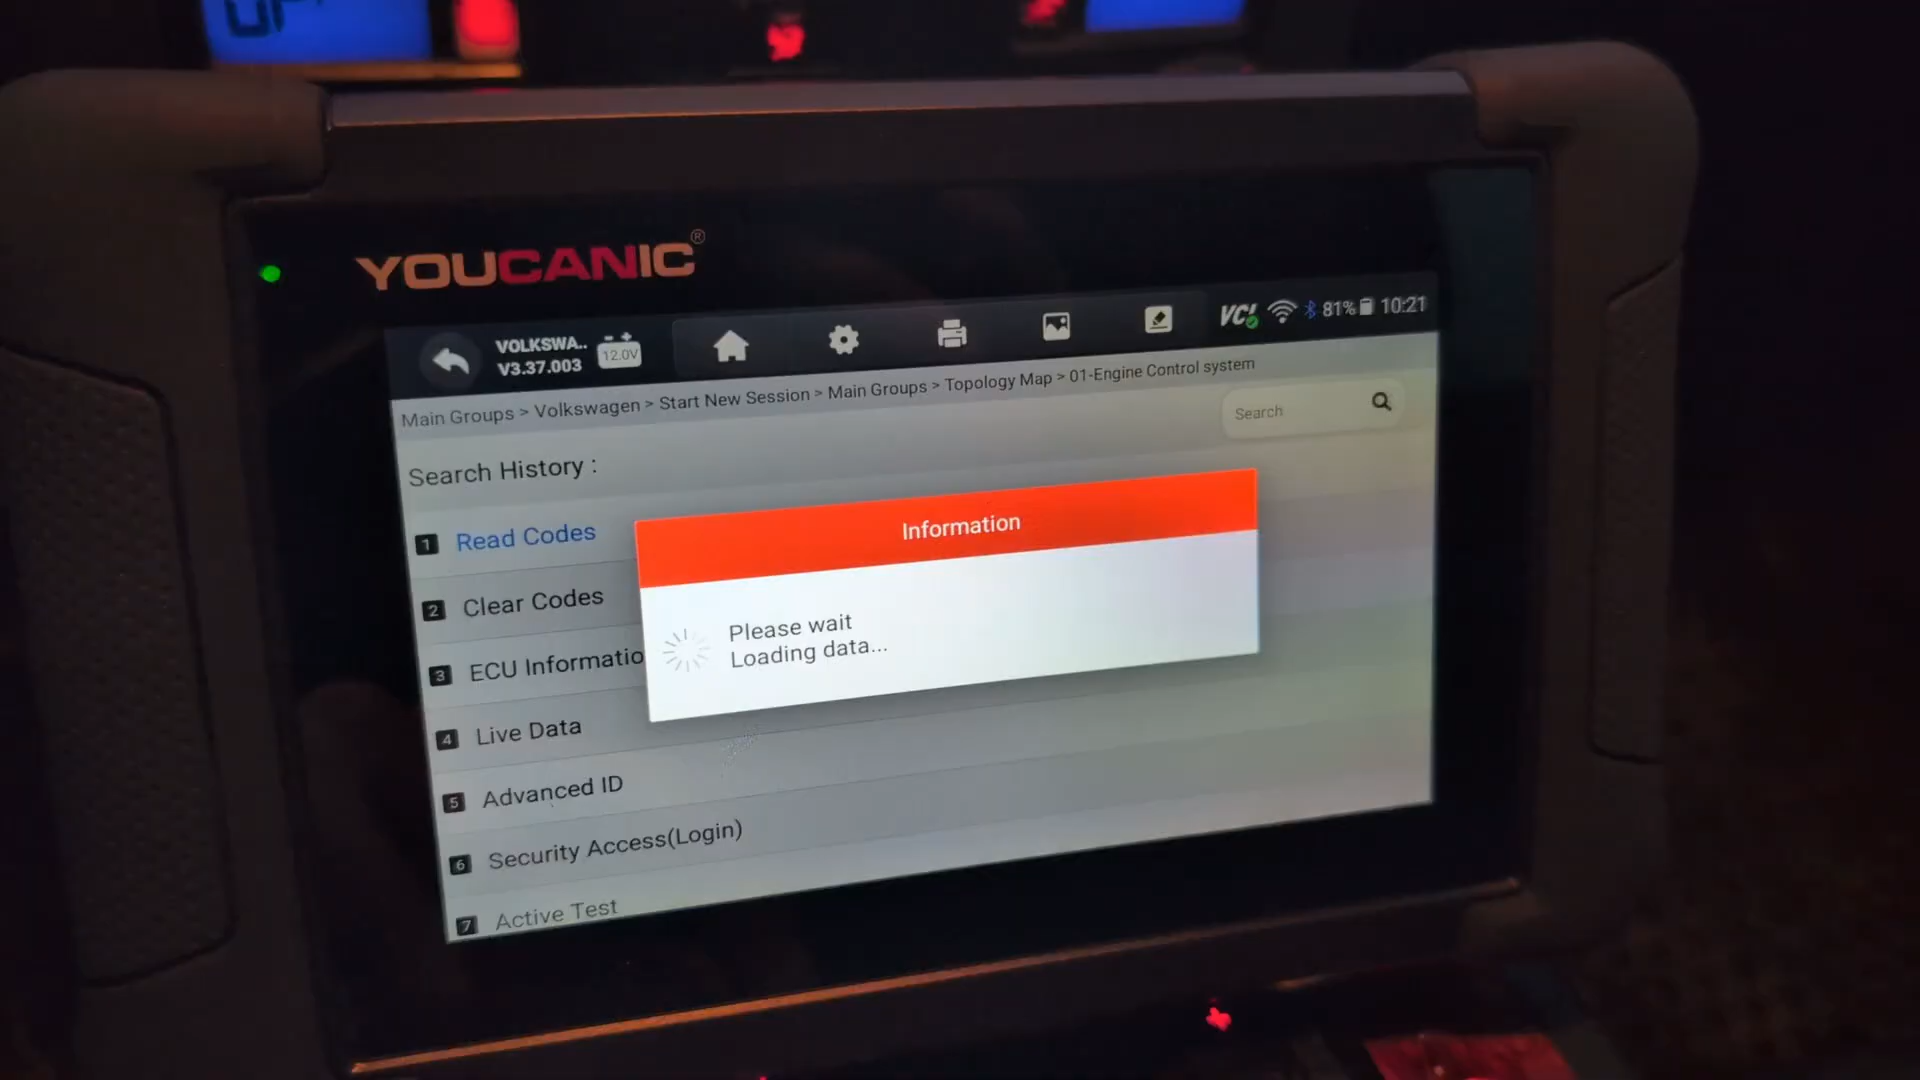 UP
YOUCANIC®
VOLKSWA..
V3.37.003
12.0V
VCI
81%
10:21
Main Groups > Volkswagen > Start New Session > Main Groups > Topology Map > 01-Engine Control system
Search
Search History :
1 Read Codes
2 Clear Codes
3 ECU Informatio
4 Live Data
5 Advanced ID
6 Security Access(Login)
7 Active Test
Information
Please wait
Loading data...